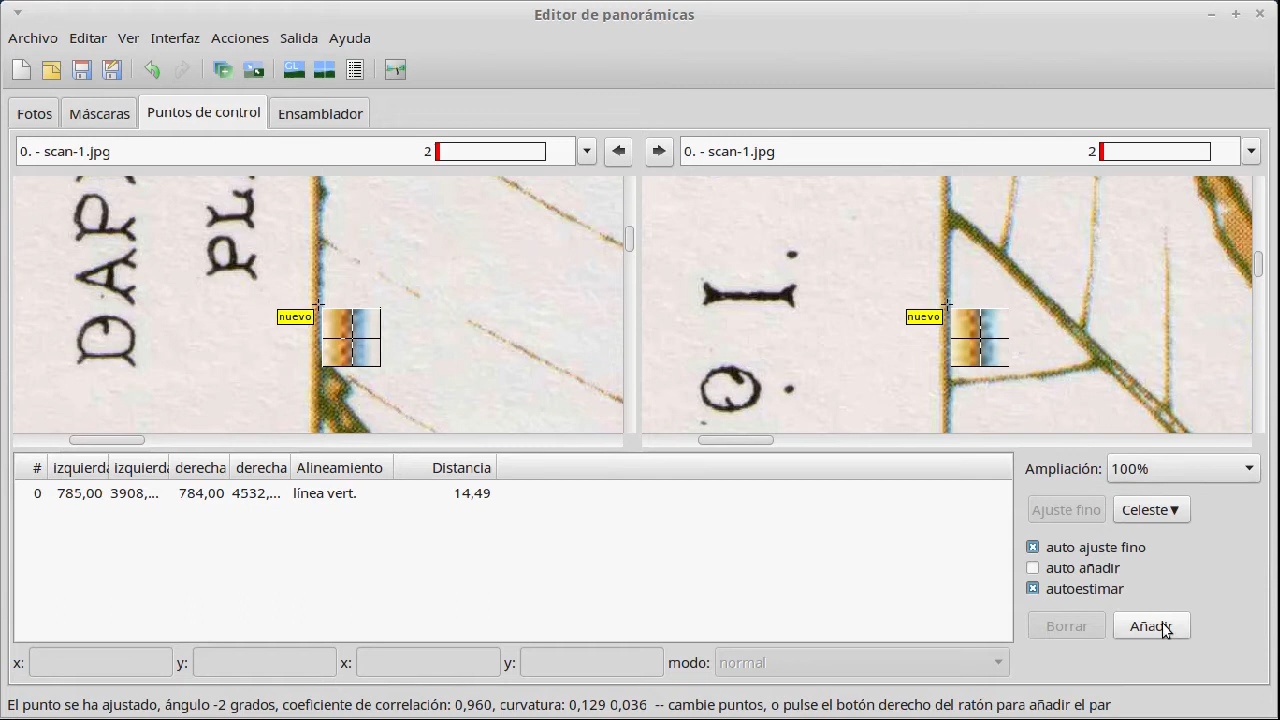 Editor de panorámicas
Archivo Editar Ver Interfaz Acciones Salida Ayuda
GL
Fotos Máscaras Puntos de control Ensamblador
0. - scan-1.jpg 2
0. - scan-1.jpg 2
DAP
PL
nuevo
O. I.
nuevo
# izquierda izquierda derecha derecha Alineamiento Distancia
0 785,00 3908,... 784,00 4532,... línea vert. 14,49
Ampliación: 100%
Ajuste fino Celeste▼
auto ajuste fino
auto añadir
autoestimar
Borrar Añadir
x: y: x: y: modo: normal
El punto se ha ajustado, ángulo -2 grados, coeficiente de correlación: 0,960, curvatura: 0,129 0,036 -- cambie puntos, o pulse el botón derecho del ratón para añadir el par